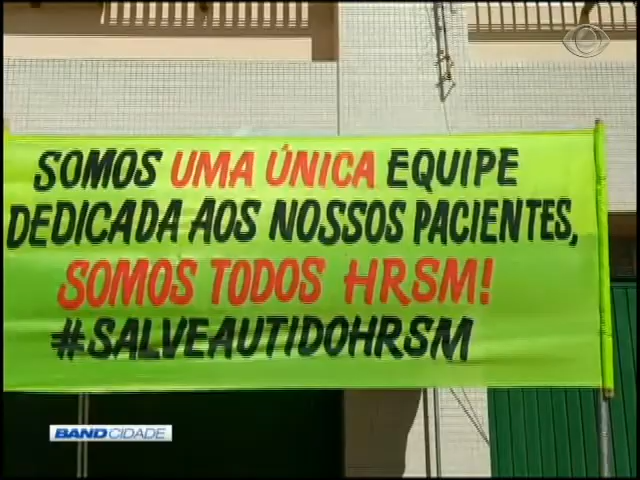 SOMOS UMA ÚNICA EQUIPE
DEDICADA AOS NOSSOS PACIENTES,
SOMOS TODOS HRSM!
#SALVEAUTIDOHRSM
BAND CIDADE